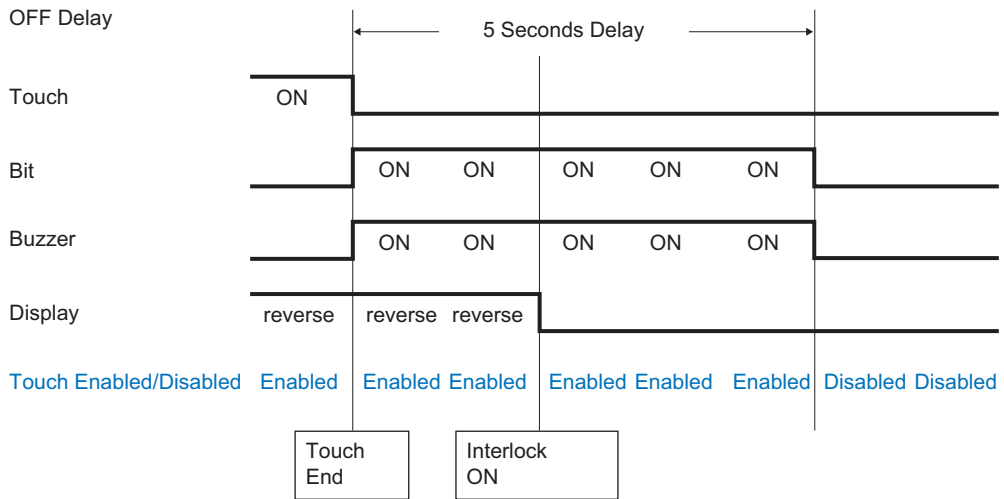 OFF Delay
5 Seconds Delay
Touch ON
Bit ON ON ON ON ON
Buzzer ON ON ON ON ON
Display reverse reverse reverse
Touch Enabled/Disabled Enabled Enabled Enabled Enabled Enabled Enabled Disabled Disabled
Touch
End
Interlock
ON